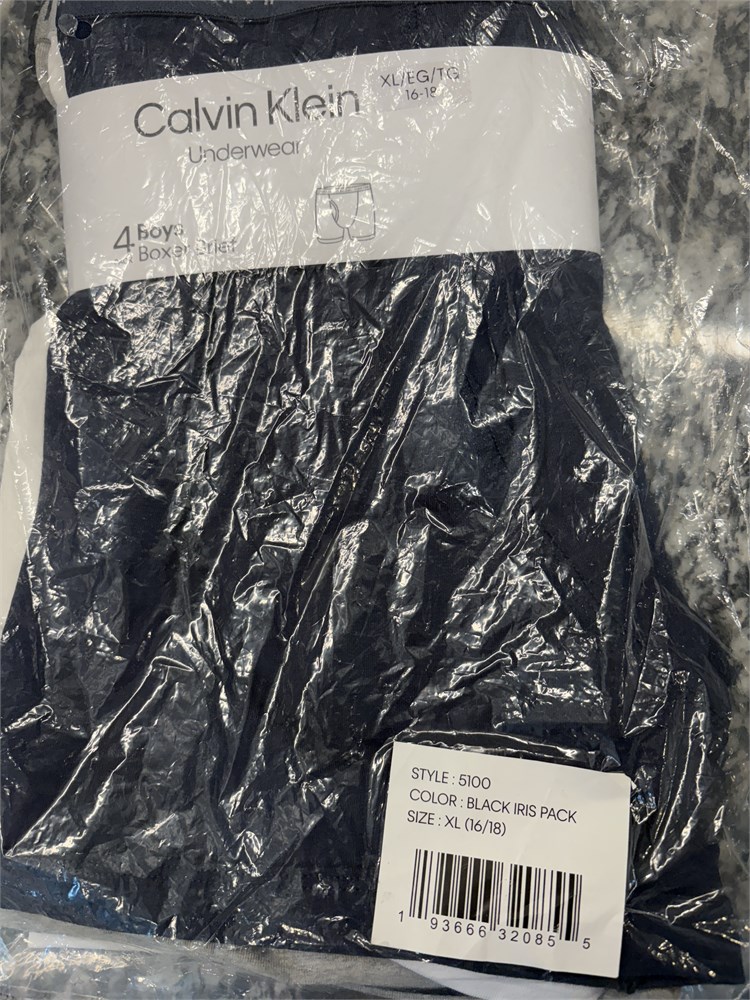 Calvin Klein
XL/EG/TG
16-18
Underwear
4 Boys
Boxer Brief
STYLE : 5100
COLOR : BLACK IRIS PACK
SIZE : XL (16/18)
1 93666 32085 5